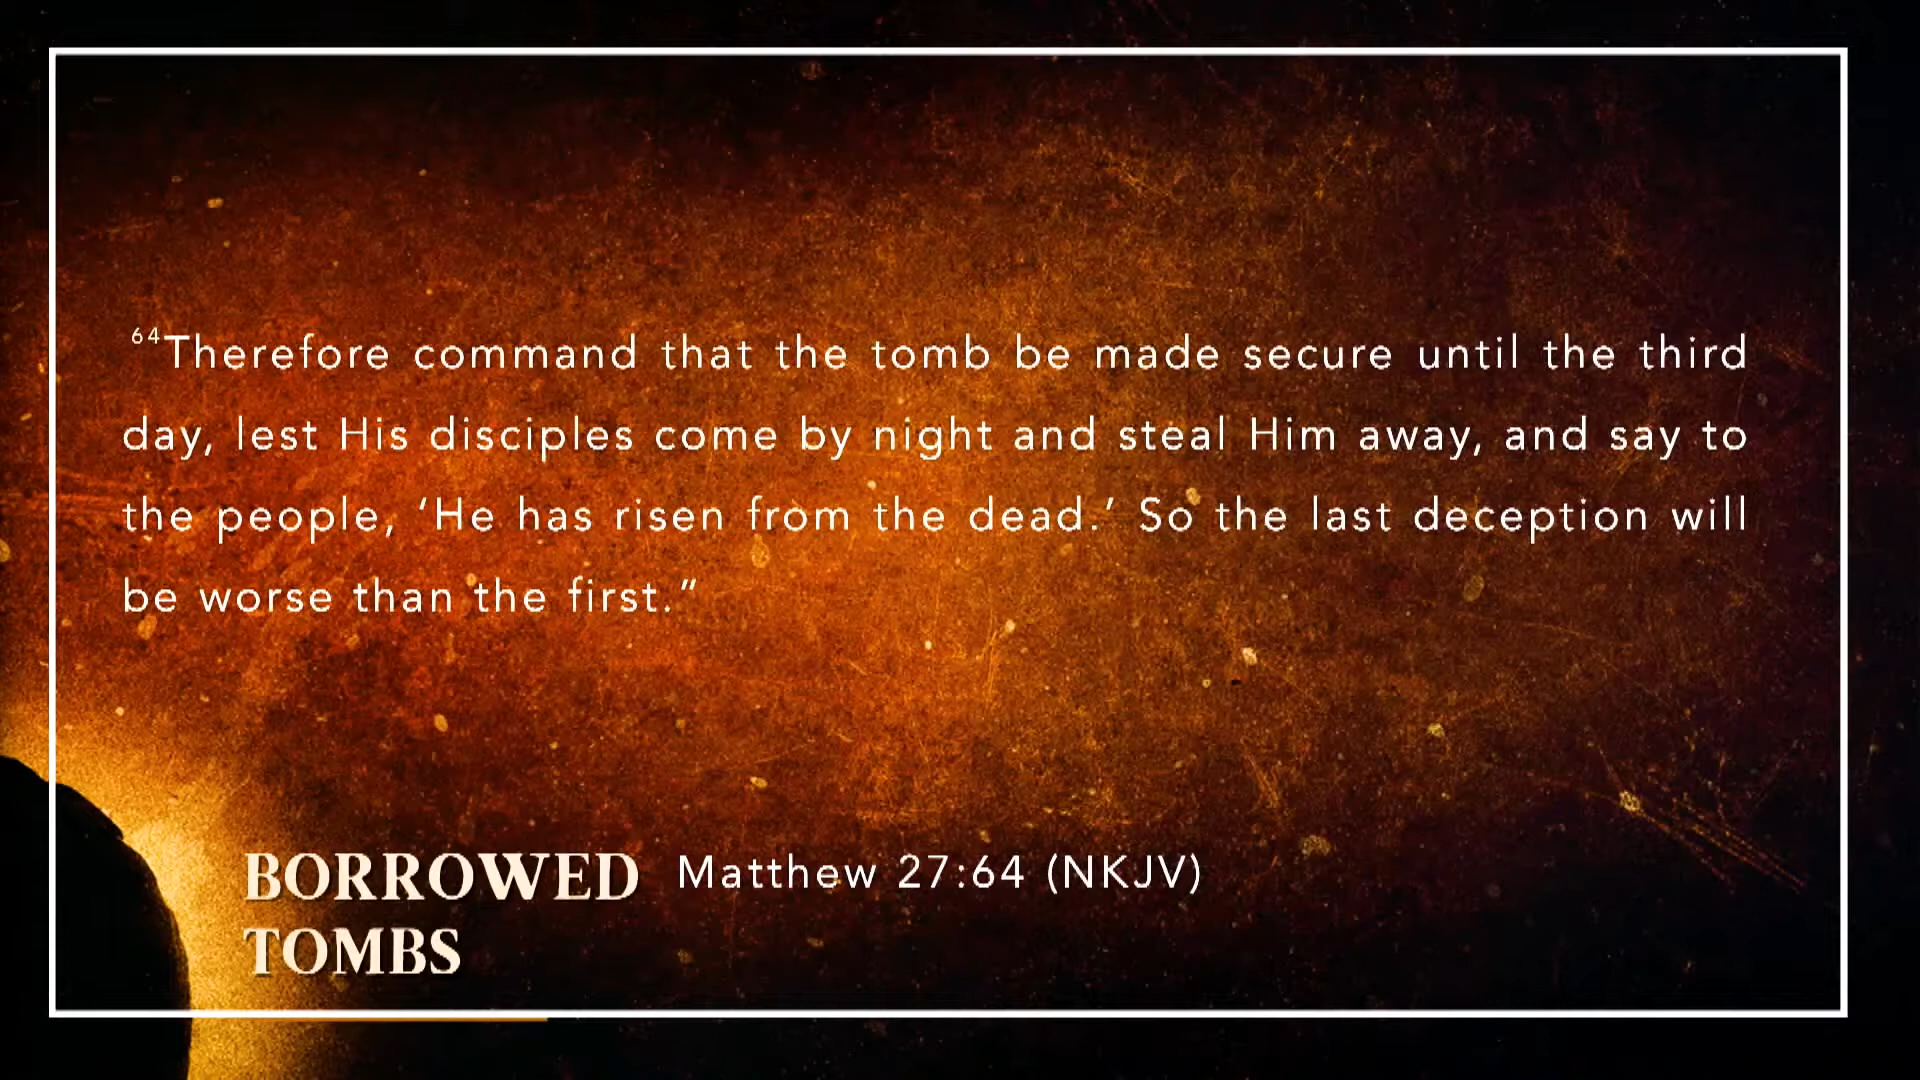 64Therefore command that the tomb be made secure until the third
day, lest His disciples come by night and steal Him away, and say to
the people, ‘He has risen from the dead.’ So the last deception will
be worse than the first.”
BORROWED
TOMBS
Matthew 27:64 (NKJV)